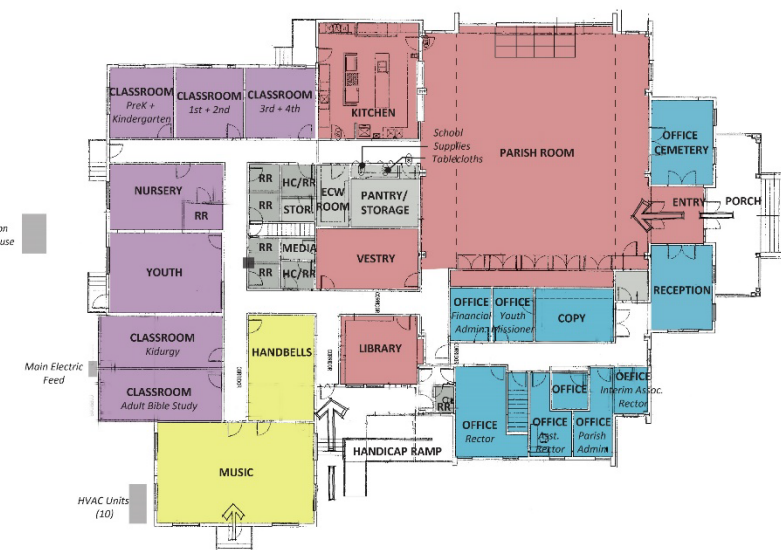 CLASSROOM
PreK +
Kindergarten
CLASSROOM
1st + 2nd
CLASSROOM
3rd + 4th
KITCHEN
School
Supplies
Tablecloths
PARISH ROOM
OFFICE
CEMETERY
ENTRY
PORCH
RECEPTION
NURSERY
RR
RR
HC/RR
RR
STOR
ECW
ROOM
PANTRY/
STORAGE
RR
MEDIA
RR
HC/RR
VESTRY
YOUTH
CLASSROOM
Kidurgy
CLASSROOM
Adult Bible Study
Main Electric
Feed
HANDBELLS
LIBRARY
CORRIDOR
CORRIDOR
CORRIDOR
CORRIDOR
OFFICE
Financial
Admin.
OFFICE
Youth
Missioner
COPY
RR
OFFICE
Rector
OFFICE
Asst.
Rector
OFFICE
OFFICE
Parish
Admin
OFFICE
Interim Assoc.
Rector
HANDICAP RAMP
MUSIC
HVAC Units
(10)